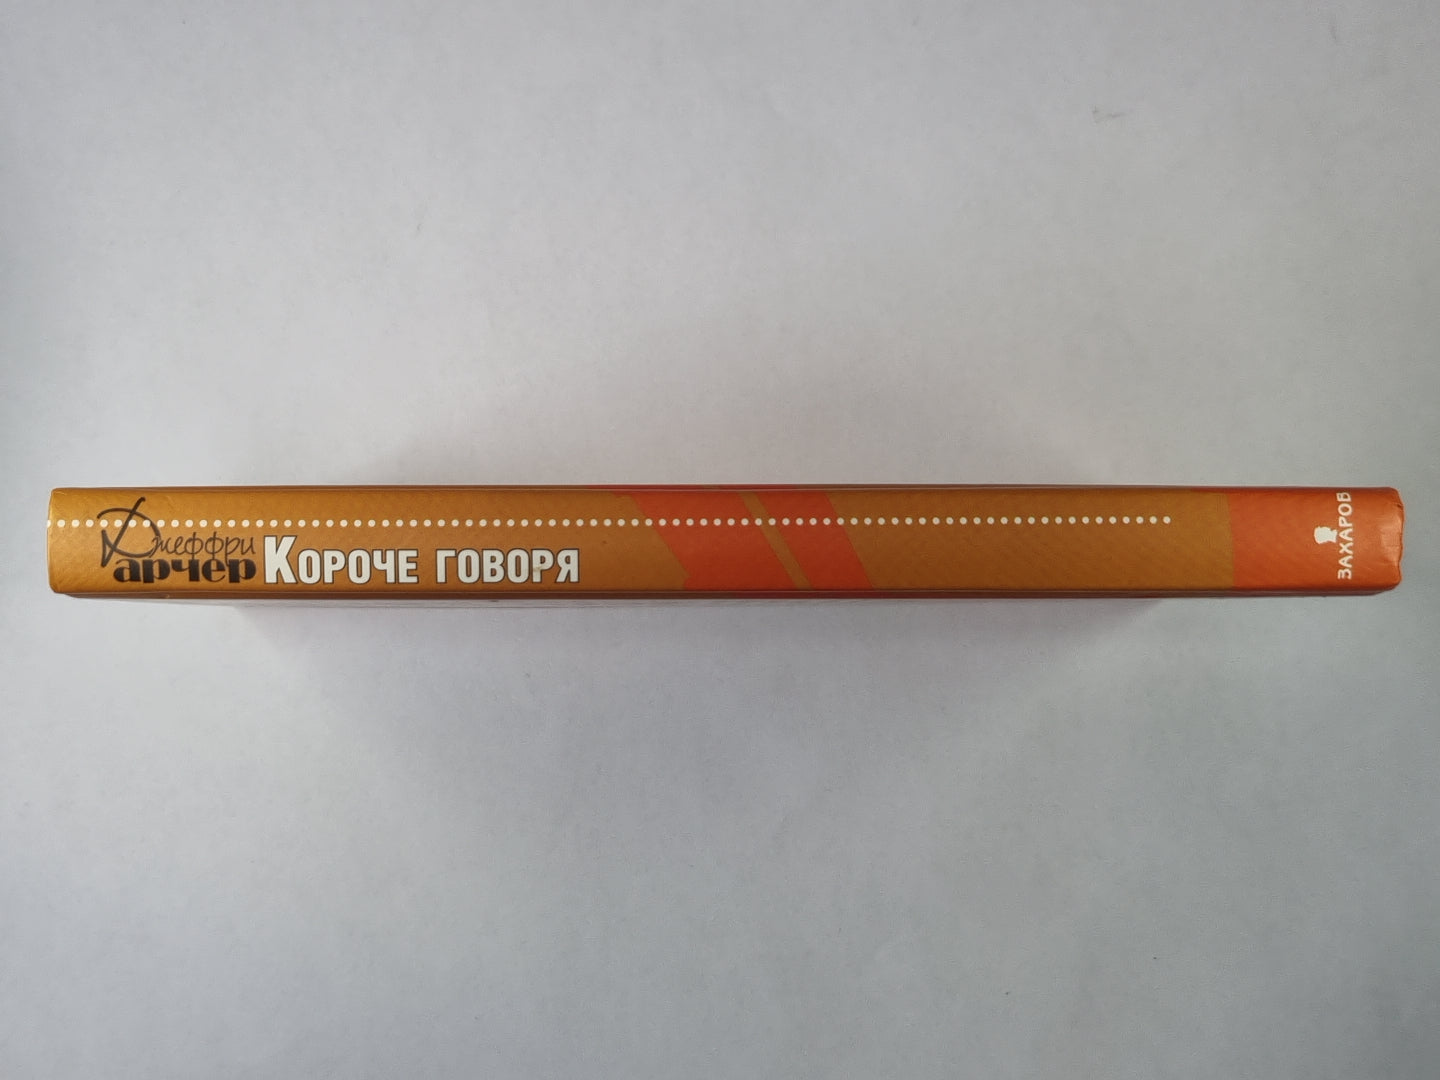 Джеффри
арчер
Короче говоря
ЗАХАРОВ